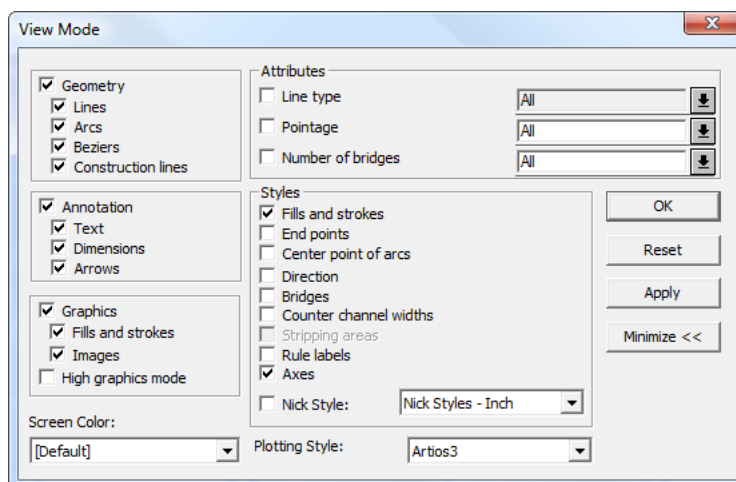 View Mode
Geometry
Lines
Arcs
Beziers
Construction lines
Annotation
Text
Dimensions
Arrows
Graphics
Fills and strokes
Images
High graphics mode
Screen Color:
[Default]
Attributes
Line type All
Pointage All
Number of bridges All
Styles
Fills and strokes
End points
Center point of arcs
Direction
Bridges
Counter channel widths
Stripping areas
Rule labels
Axes
Nick Style: Nick Styles - Inch
Plotting Style: Artios3
OK
Reset
Apply
Minimize <<